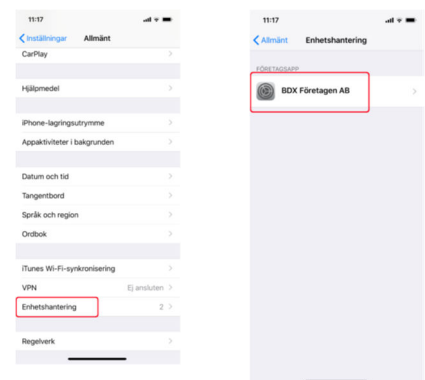 11:17
Inställningar Allmänt
CarPlay
Hjälpmedel
iPhone-lagringsutrymme
Appaktiviteter i bakgrunden
Datum och tid
Tangentbord
Språk och region
Ordbok
iTunes Wi-Fi-synkronisering
VPN Ej ansluten
Enhetshantering 2
Regelverk
11:17
Allmänt Enhetshantering
FÖRETAGSAPP
BDX Företagen AB